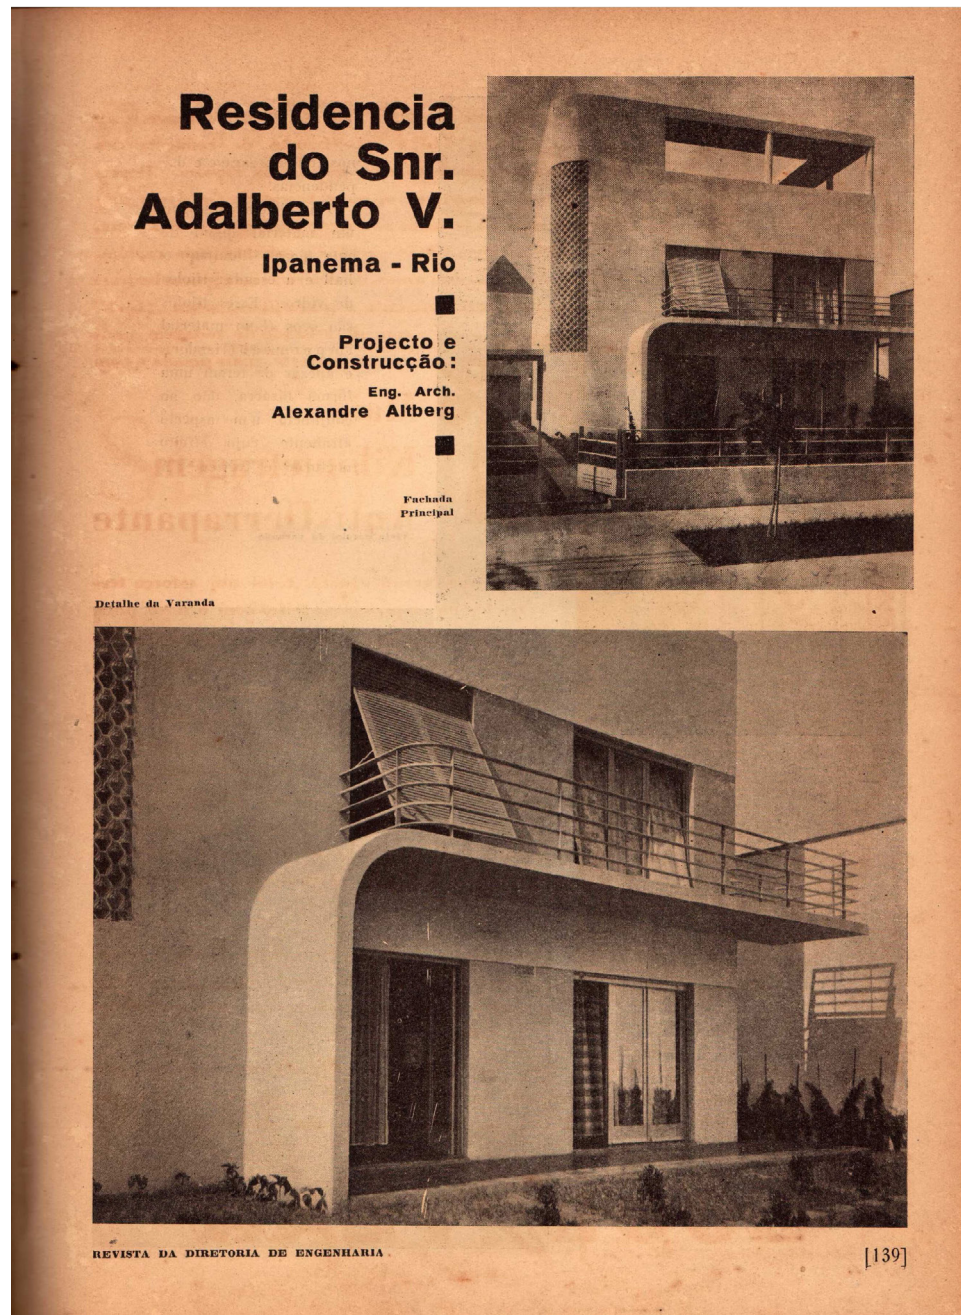 Residencia
do Snr.
Adalberto V.
Ipanema - Rio
Projecto e
Construcção:
Eng. Arch.
Alexandre Altberg
Fachada
Principal
Detalhe da Varanda
REVISTA DA DIRETORIA DE ENGENHARIA
[139]